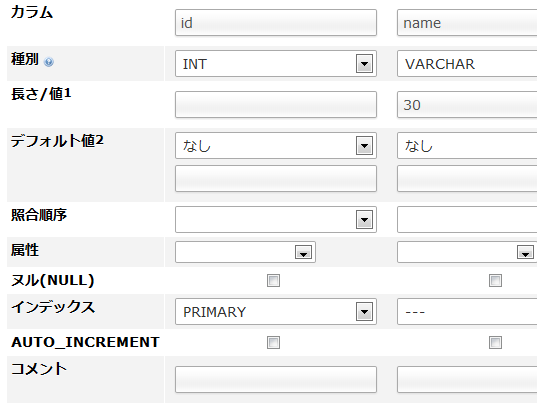 カラム id name
種別 INT VARCHAR
長さ/値1 30
デフォルト値2 なし なし
照合順序
属性
ヌル(NULL)
インデックス PRIMARY ---
AUTO_INCREMENT
コメント